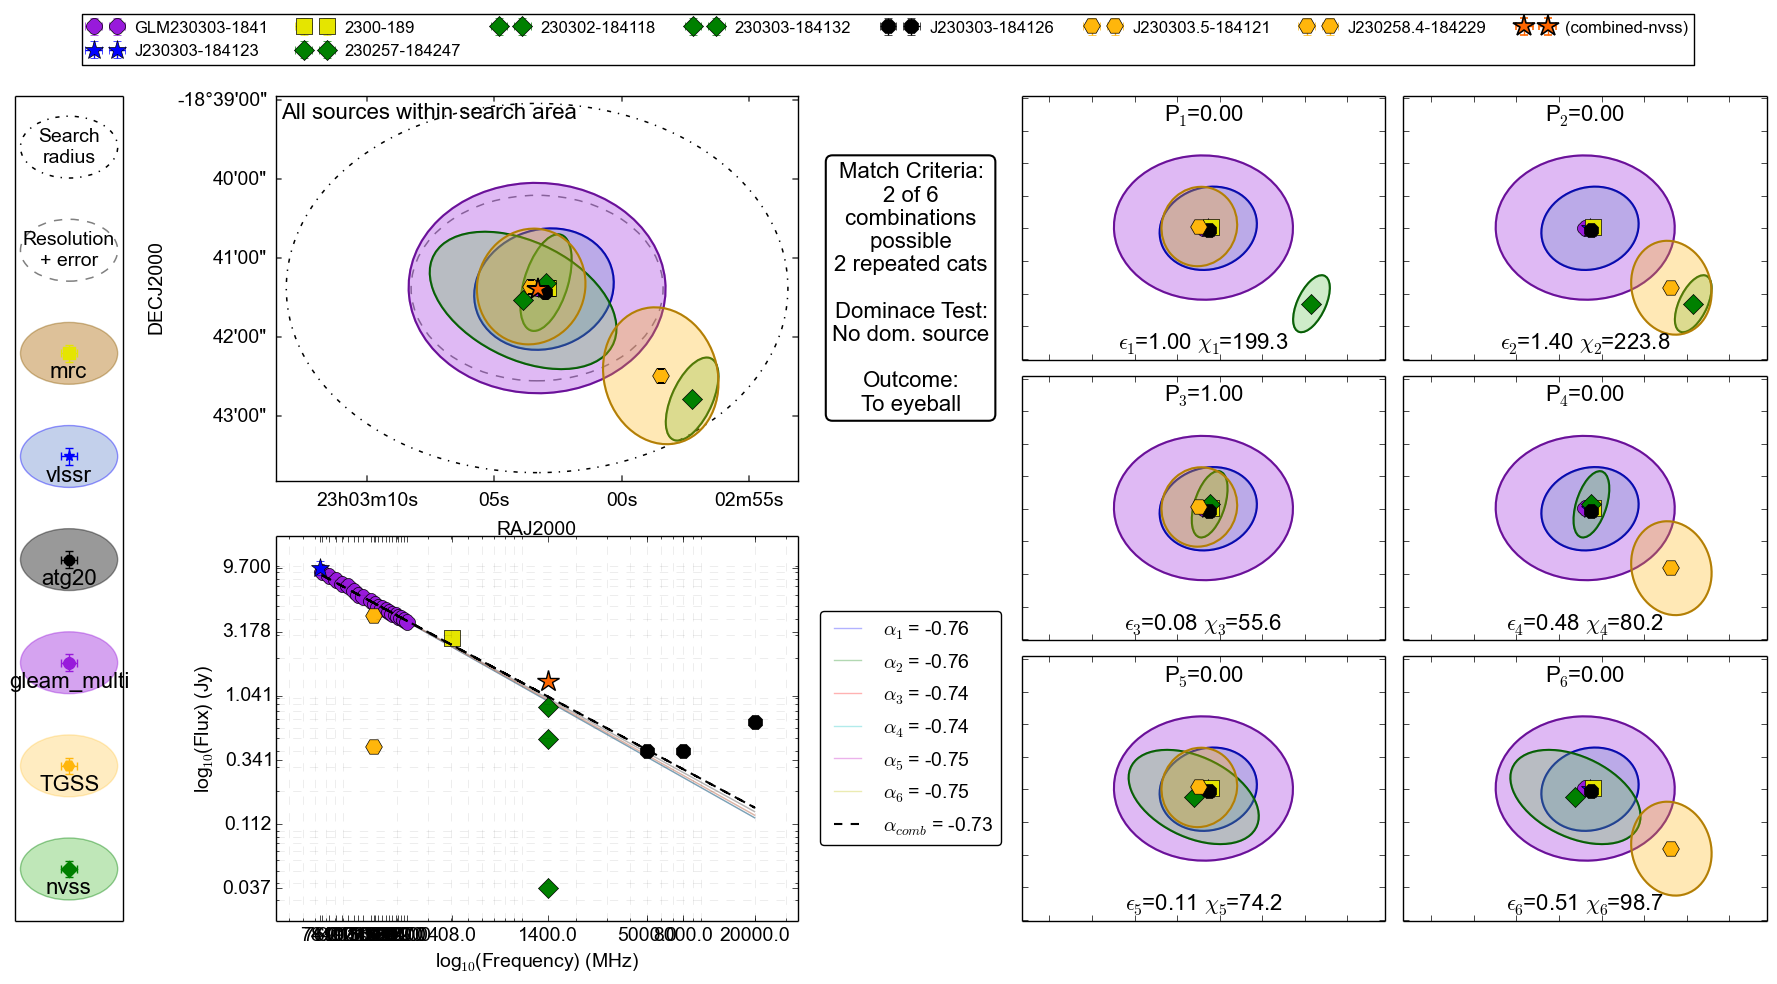 GLM230303-1841
2300-189
230302-184118
230303-184132
J230303-184126
J230303.5-184121
J230258.4-184229
(combined-nvss)
J230303-184123
230257-184247
Search
radius
Resolution
+ error
mrc
vlssr
atg20
gleam_multi
TGSS
nvss
All sources within search area
-18°39'00"
40'00"
41'00"
42'00"
43'00"
DECJ2000
23h03m10s
05s
00s
02m55s
RAJ2000
9.700
3.178
1.041
0.341
0.112
0.037
log10(Flux) (Jy)
408.0
1400.0
5000.0
8000.0
20000.0
log10(Frequency) (MHz)
Match Criteria:
2 of 6
combinations
possible
2 repeated cats
Dominace Test:
No dom. source
Outcome:
To eyeball
α1 = -0.76
α2 = -0.76
α3 = -0.74
α4 = -0.74
α5 = -0.75
α6 = -0.75
αcomb = -0.73
P1=0.00
ϵ1=1.00 χ1=199.3
P2=0.00
ϵ2=1.40 χ2=223.8
P3=1.00
ϵ3=0.08 χ3=55.6
P4=0.00
ϵ4=0.48 χ4=80.2
P5=0.00
ϵ5=0.11 χ5=74.2
P6=0.00
ϵ6=0.51 χ6=98.7